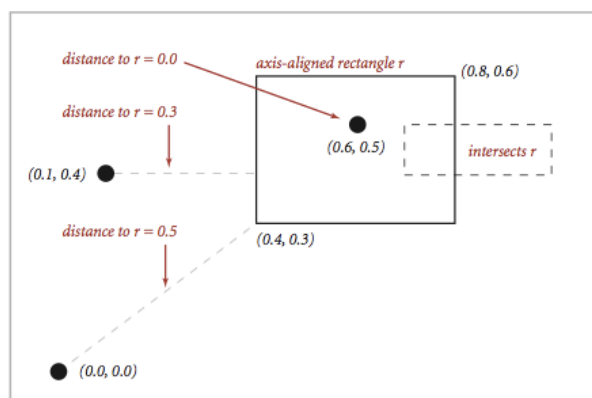 distance to r = 0.0
axis-aligned rectangle r
(0.8, 0.6)
distance to r = 0.3
(0.6, 0.5)
intersects r
(0.1, 0.4)
distance to r = 0.5
(0.4, 0.3)
(0.0, 0.0)